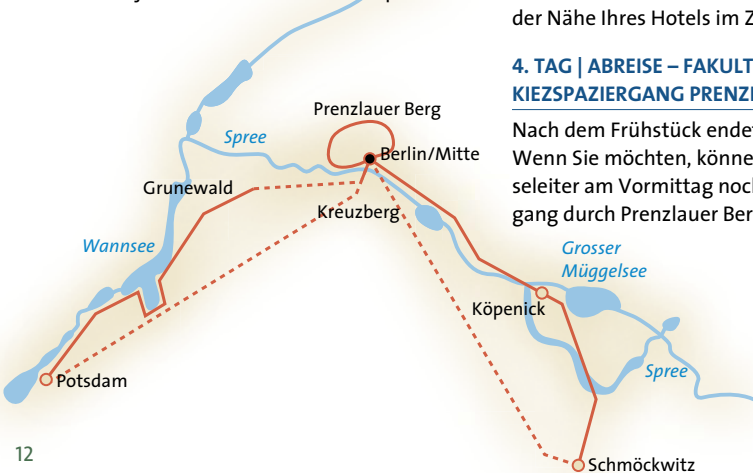 der Nähe Ihres Hotels im Z
4. TAG | ABREISE – FAKULT
KIEZSPAZIERGANG PRENZL
Nach dem Frühstück endet
Wenn Sie möchten, könne
seleiter am Vormittag noch
gang durch Prenzlauer Ber
Prenzlauer Berg
Spree
Berlin/Mitte
Grunewald
Kreuzberg
Wannsee
Grosser
Müggelsee
Köpenick
Potsdam
Spree
Schmöckwitz
12